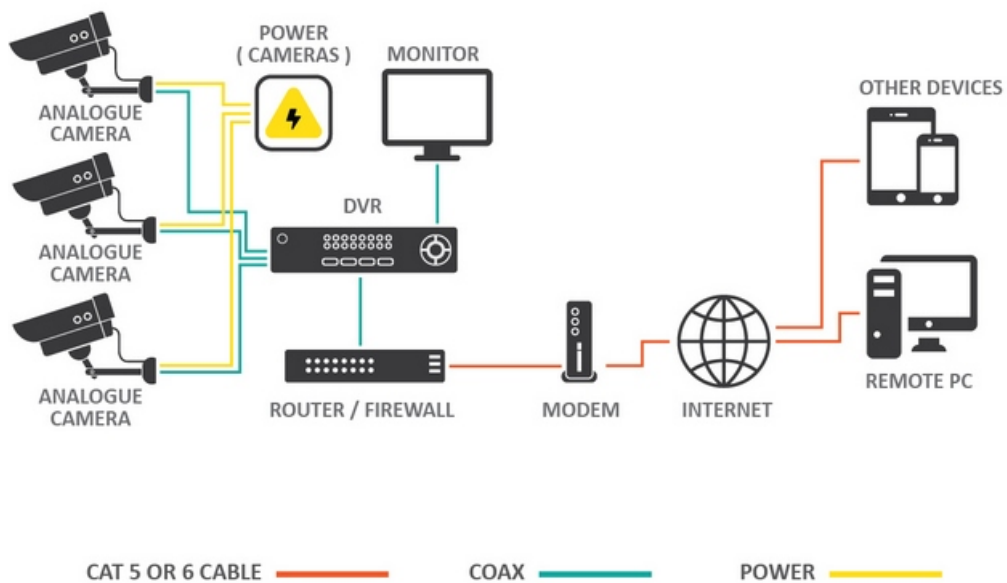 POWER
( CAMERAS )
MONITOR
OTHER DEVICES
ANALOGUE
CAMERA
DVR
ANALOGUE
CAMERA
ANALOGUE
CAMERA
ROUTER / FIREWALL
MODEM
INTERNET
REMOTE PC
CAT 5 OR 6 CABLE
COAX
POWER